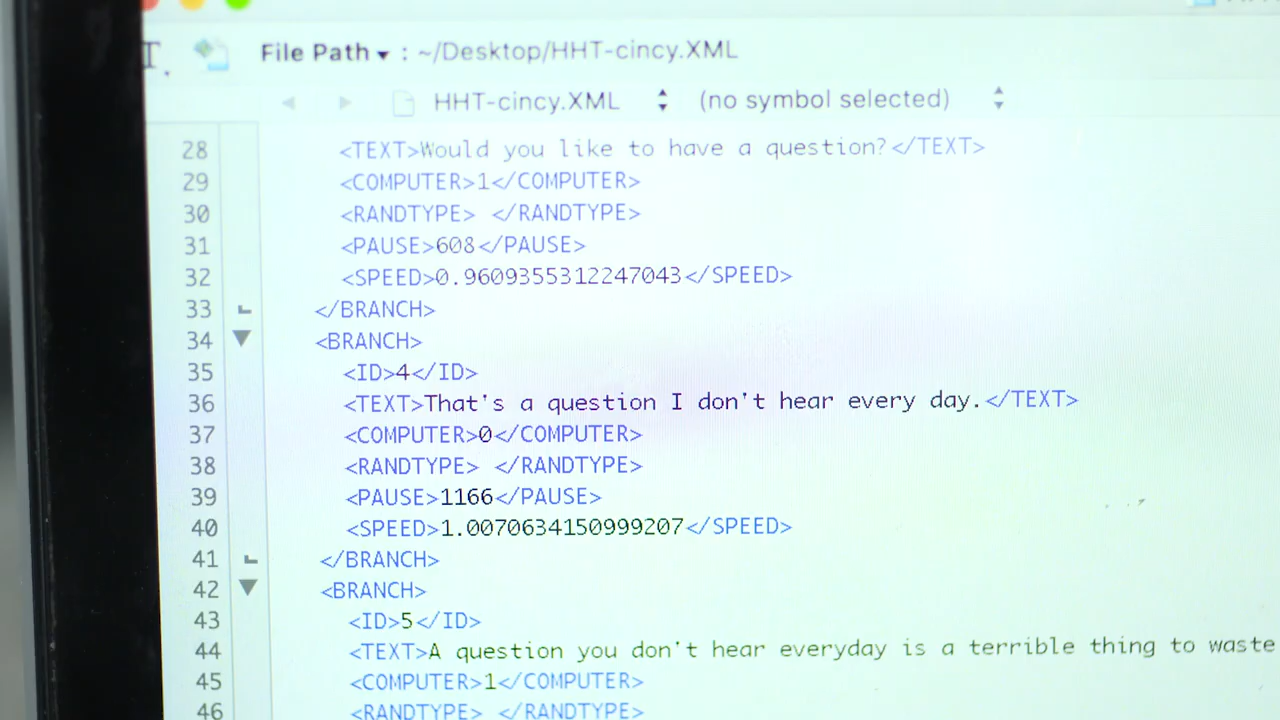 File Path ▾ : ~/Desktop/HHT-cincy.XML
HHT-cincy.XML (no symbol selected)
28 <TEXT>Would you like to have a question?</TEXT>
29 <COMPUTER>1</COMPUTER>
30 <RANDTYPE> </RANDTYPE>
31 <PAUSE>608</PAUSE>
32 <SPEED>0.9609355312247043</SPEED>
33 </BRANCH>
34 <BRANCH>
35 <ID>4</ID>
36 <TEXT>That's a question I don't hear every day.</TEXT>
37 <COMPUTER>0</COMPUTER>
38 <RANDTYPE> </RANDTYPE>
39 <PAUSE>1166</PAUSE>
40 <SPEED>1.0070634150999207</SPEED>
41 </BRANCH>
42 <BRANCH>
43 <ID>5</ID>
44 <TEXT>A question you don't hear everyday is a terrible thing to waste
45 <COMPUTER>1</COMPUTER>
46 <RANDTYPE> </RANDTYPE>